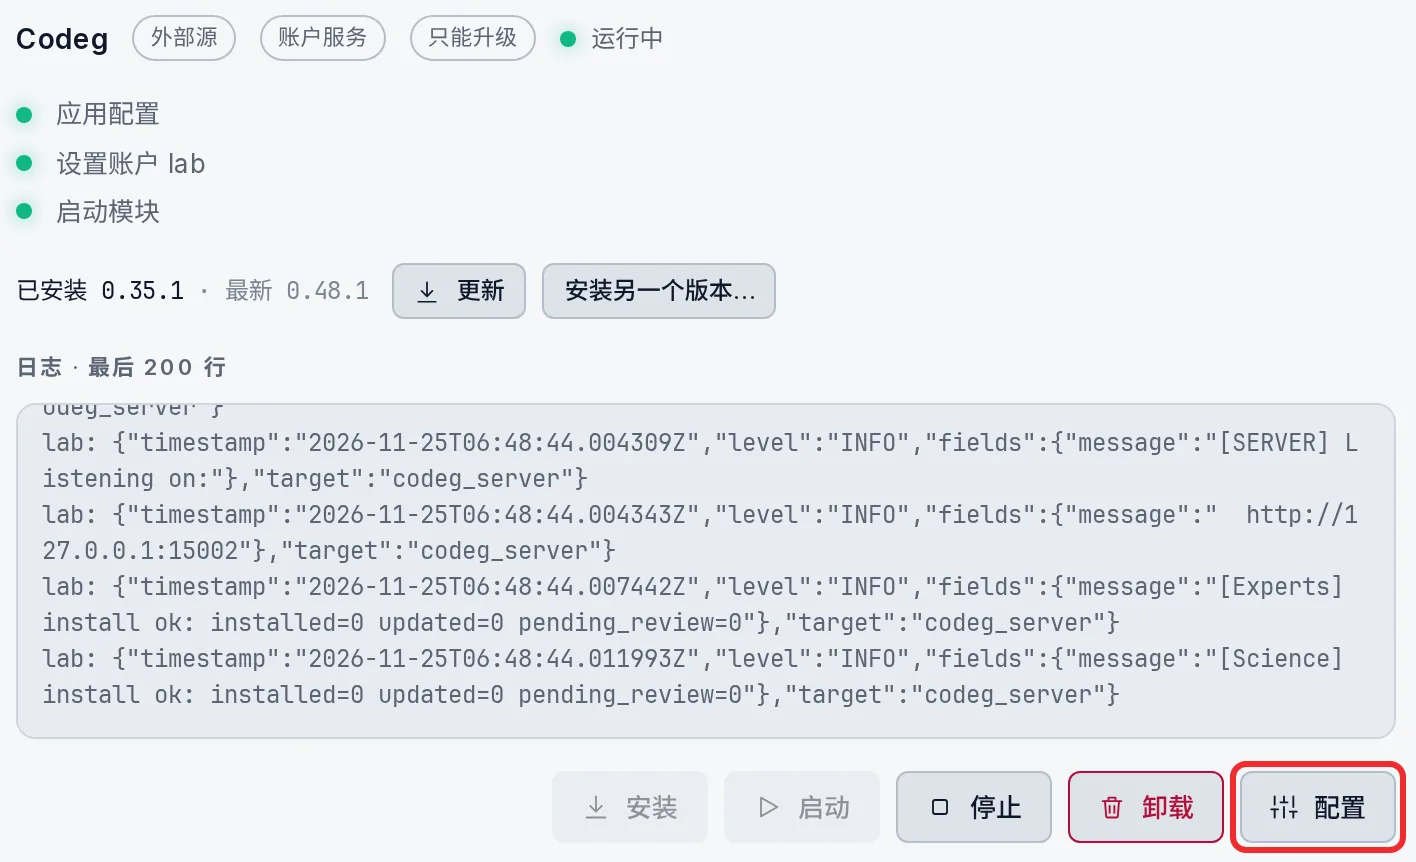 Codeg 外部源 账户服务 只能升级 运行中
应用配置
设置账户 lab
启动模块
已安装 0.35.1 · 最新 0.48.1 更新 安装另一个版本...
日志 · 最后 200 行
odeg_server"}
lab: {"timestamp":"2026-11-25T06:48:44.004309Z","level":"INFO","fields":{"message":"[SERVER] L
istening on:"},"target":"codeg_server"}
lab: {"timestamp":"2026-11-25T06:48:44.004343Z","level":"INFO","fields":{"message":"  http://1
27.0.0.1:15002"},"target":"codeg_server"}
lab: {"timestamp":"2026-11-25T06:48:44.007442Z","level":"INFO","fields":{"message":"[Experts]
install ok: installed=0 updated=0 pending_review=0"},"target":"codeg_server"}
lab: {"timestamp":"2026-11-25T06:48:44.011993Z","level":"INFO","fields":{"message":"[Science]
install ok: installed=0 updated=0 pending_review=0"},"target":"codeg_server"}
安装 启动 停止 卸载 配置